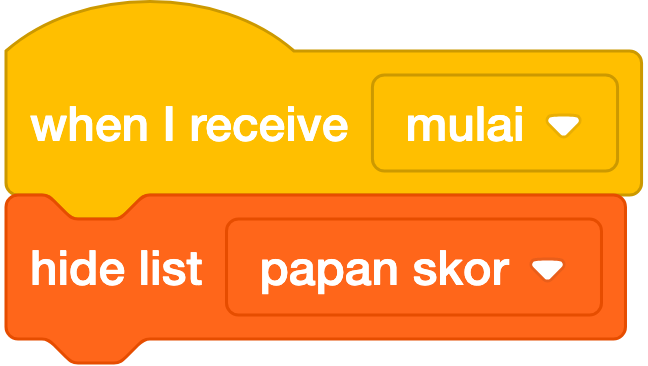 when I receive mulai
hide list papan skor